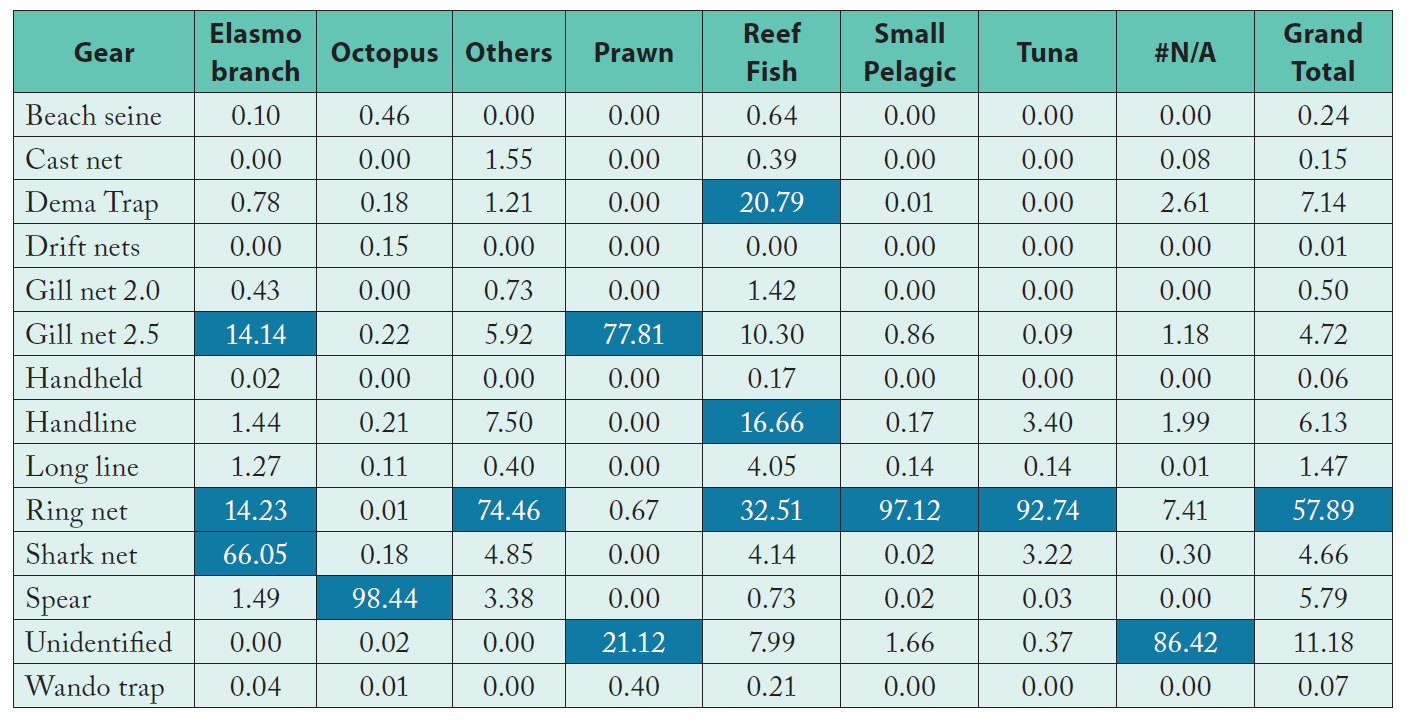 Gear Elasmo branch Octopus Others Prawn Reef Fish Small Pelagic Tuna #N/A Grand Total
Beach seine 0.10 0.46 0.00 0.00 0.64 0.00 0.00 0.00 0.24
Cast net 0.00 0.00 1.55 0.00 0.39 0.00 0.00 0.08 0.15
Dema Trap 0.78 0.18 1.21 0.00 20.79 0.01 0.00 2.61 7.14
Drift nets 0.00 0.15 0.00 0.00 0.00 0.00 0.00 0.00 0.01
Gill net 2.0 0.43 0.00 0.73 0.00 1.42 0.00 0.00 0.00 0.50
Gill net 2.5 14.14 0.22 5.92 77.81 10.30 0.86 0.09 1.18 4.72
Handheld 0.02 0.00 0.00 0.00 0.17 0.00 0.00 0.00 0.06
Handline 1.44 0.21 7.50 0.00 16.66 0.17 3.40 1.99 6.13
Long line 1.27 0.11 0.40 0.00 4.05 0.14 0.14 0.01 1.47
Ring net 14.23 0.01 74.46 0.67 32.51 97.12 92.74 7.41 57.89
Shark net 66.05 0.18 4.85 0.00 4.14 0.02 3.22 0.30 4.66
Spear 1.49 98.44 3.38 0.00 0.73 0.02 0.03 0.00 5.79
Unidentified 0.00 0.02 0.00 21.12 7.99 1.66 0.37 86.42 11.18
Wando trap 0.04 0.01 0.00 0.40 0.21 0.00 0.00 0.00 0.07